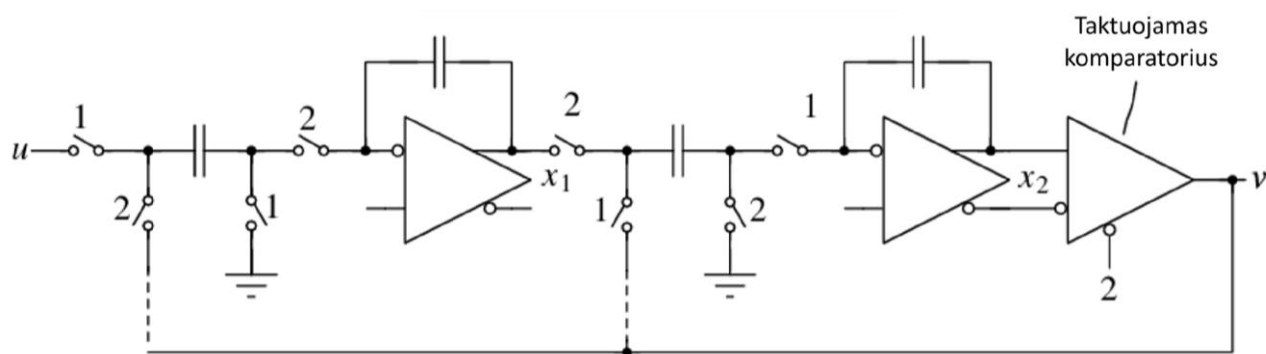 Taktuojamas
komparatorius
u 1 2 2 1 v
x1 x2
2 1 1 2
2